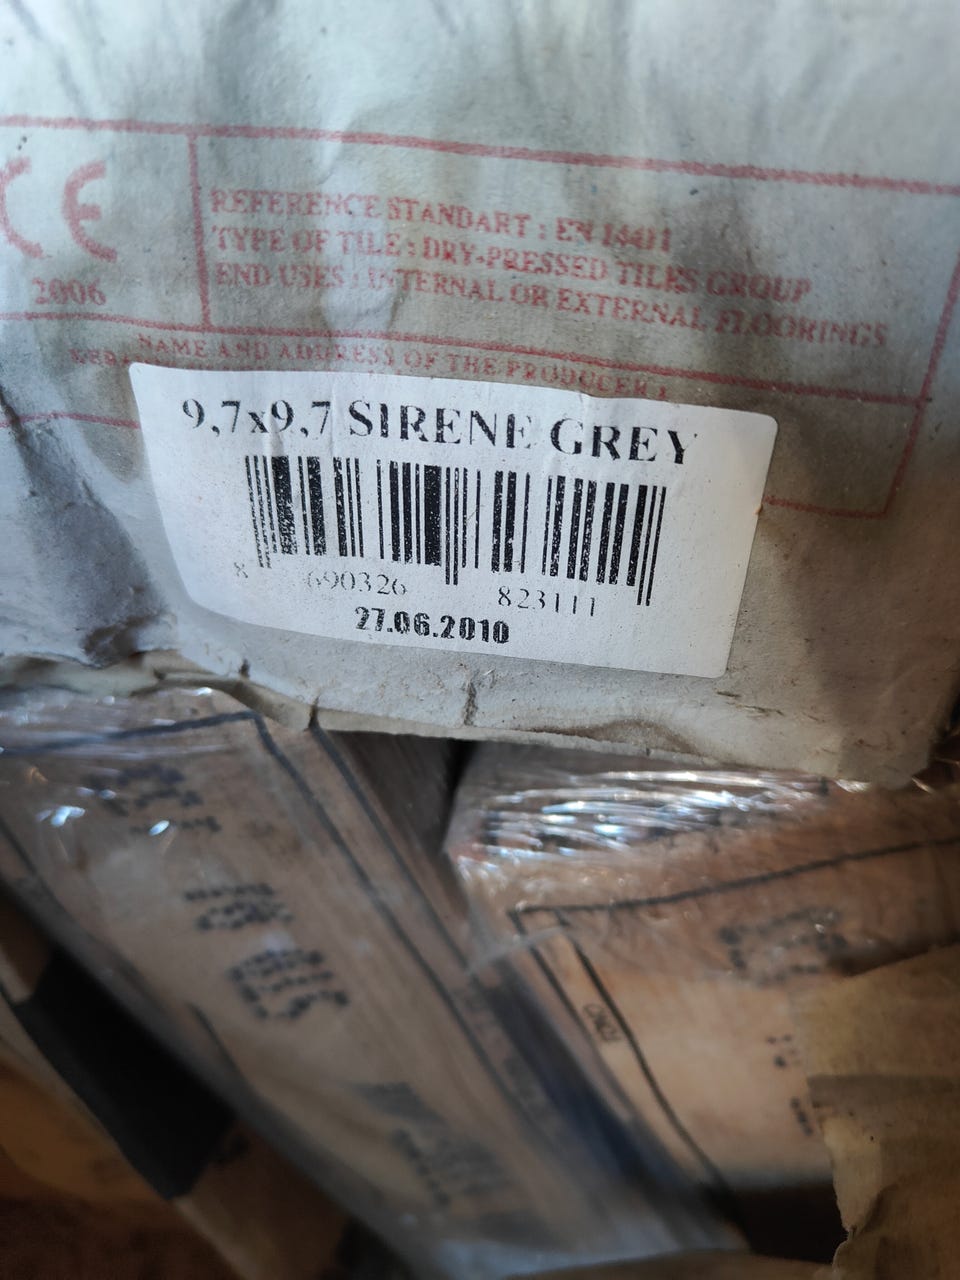 CE
2006
REFERENCE STANDART : EN 14411
TYPE OF TILE : DRY-PRESSED TILES GROUP
END USES : INTERNAL OR EXTERNAL FLOORINGS
NAME AND ADDRESS OF THE PRODUCER :
9,7x9,7 SIRENE GREY
8 690326 823111
27.06.2010